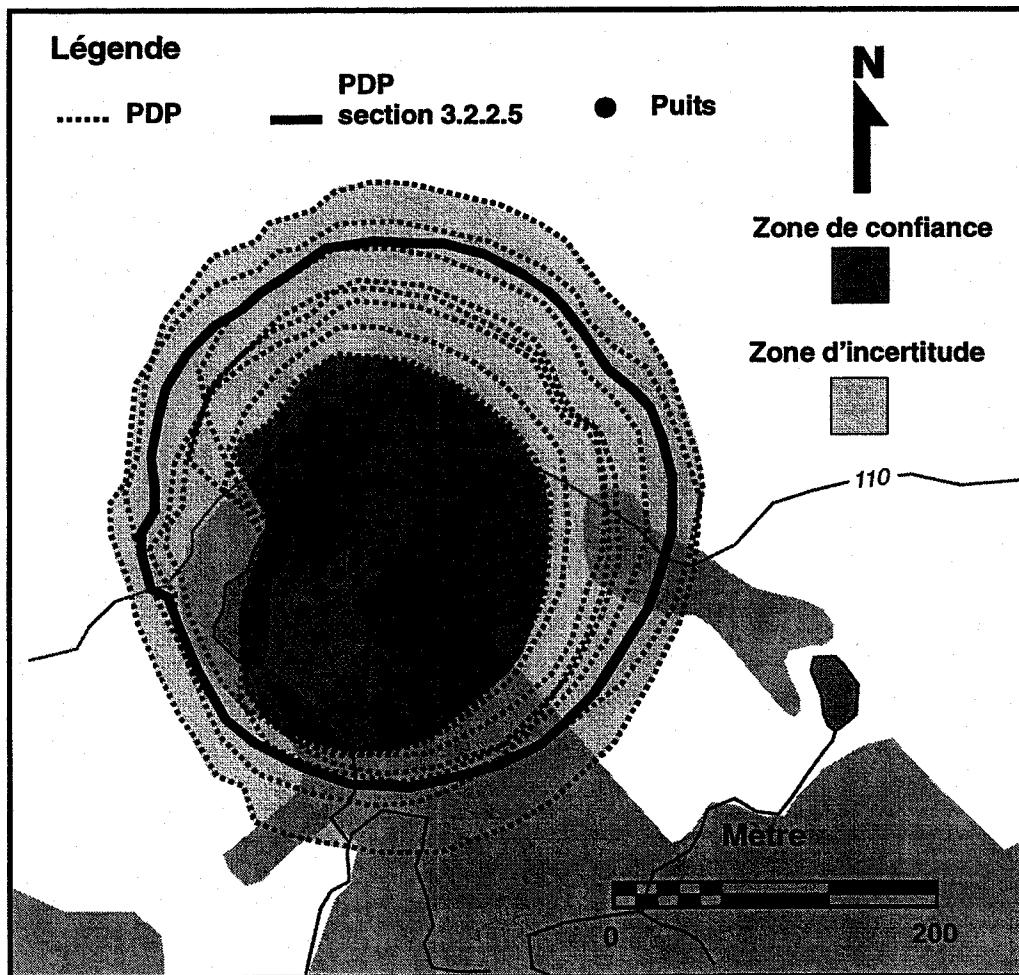 Légende
PDP
PDP
section 3.2.2.5
Puits
N
Zone de confiance
Zone d'incertitude
110
Mètre
0
200